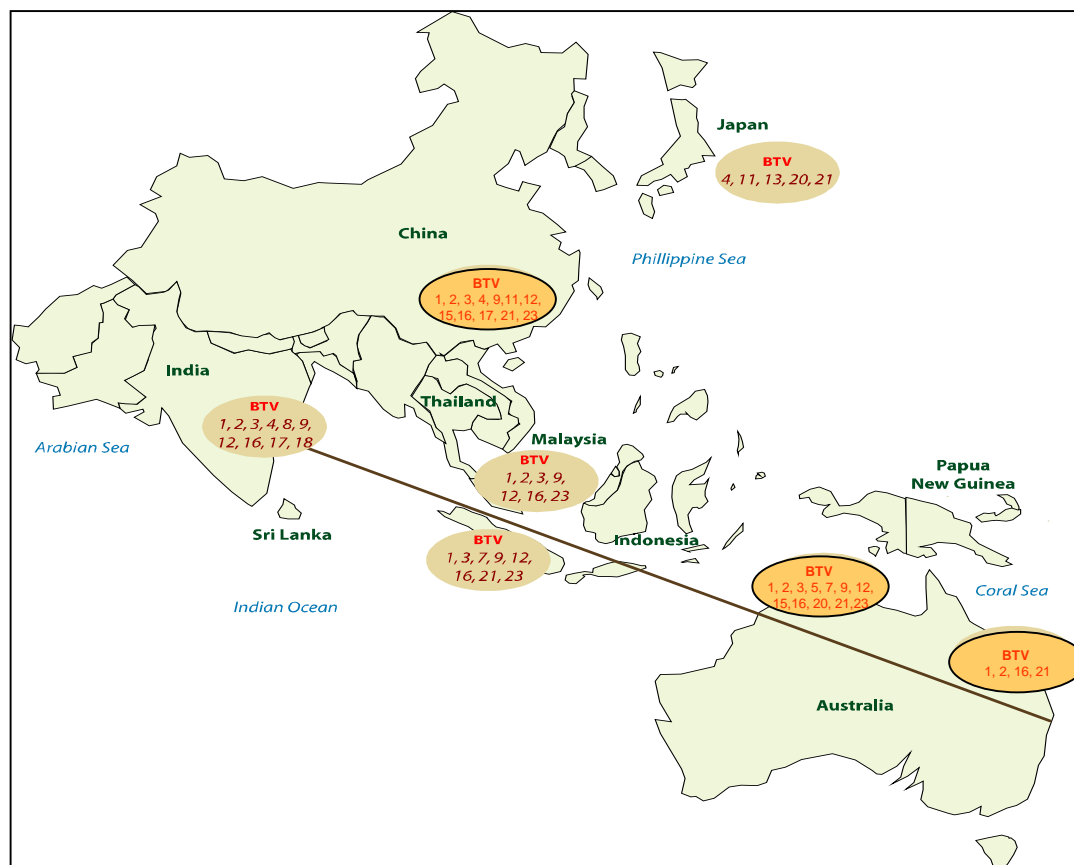 Japan
BTV
4, 11, 13, 20, 21
China
Phillippine Sea
BTV
1, 2, 3, 4, 9,11,12,
15,16, 17, 21, 23
India
Thailand
BTV
1, 2, 3, 4, 8, 9,
12, 16, 17, 18
Arabian Sea
Malaysia
BTV
1, 2, 3, 9,
12, 16, 23
Papua
New Guinea
Sri Lanka
Indonesia
BTV
1, 3, 7, 9, 12,
16, 21, 23
BTV
1, 2, 3, 5, 7, 9, 12,
15,16, 20, 21,23
Indian Ocean
Coral Sea
BTV
1, 2, 16, 21
Australia